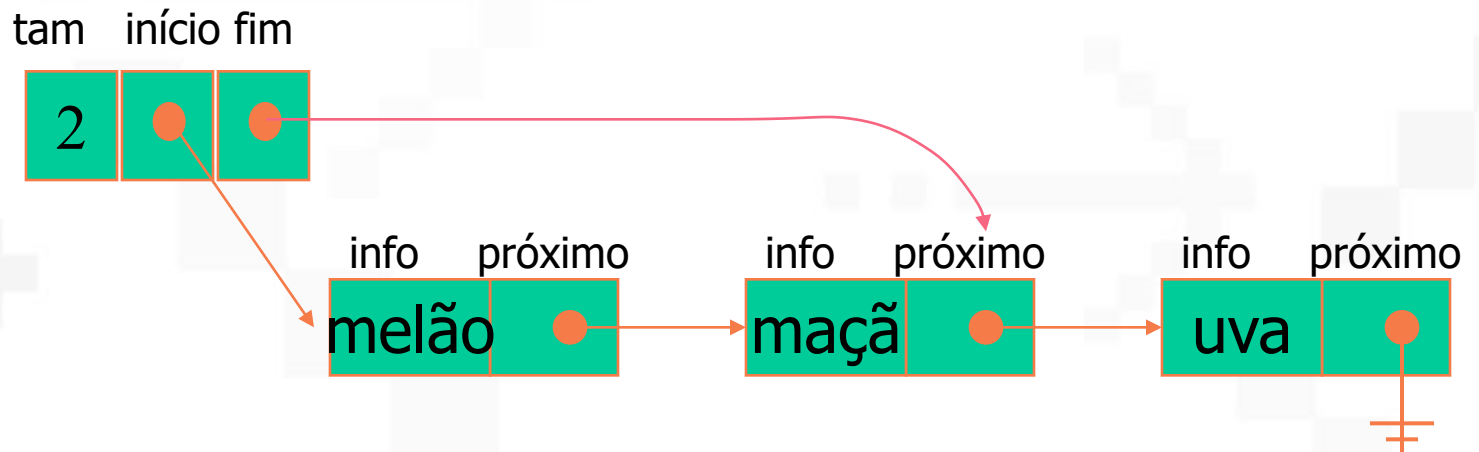 tam início fim
2
info próximo info próximo info próximo
melão maçã uva